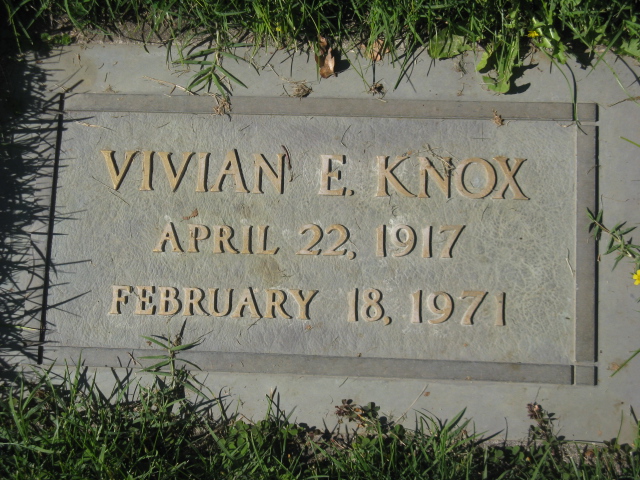 VIVIAN E. KNOX
APRIL 22, 1917
FEBRUARY 18, 1971